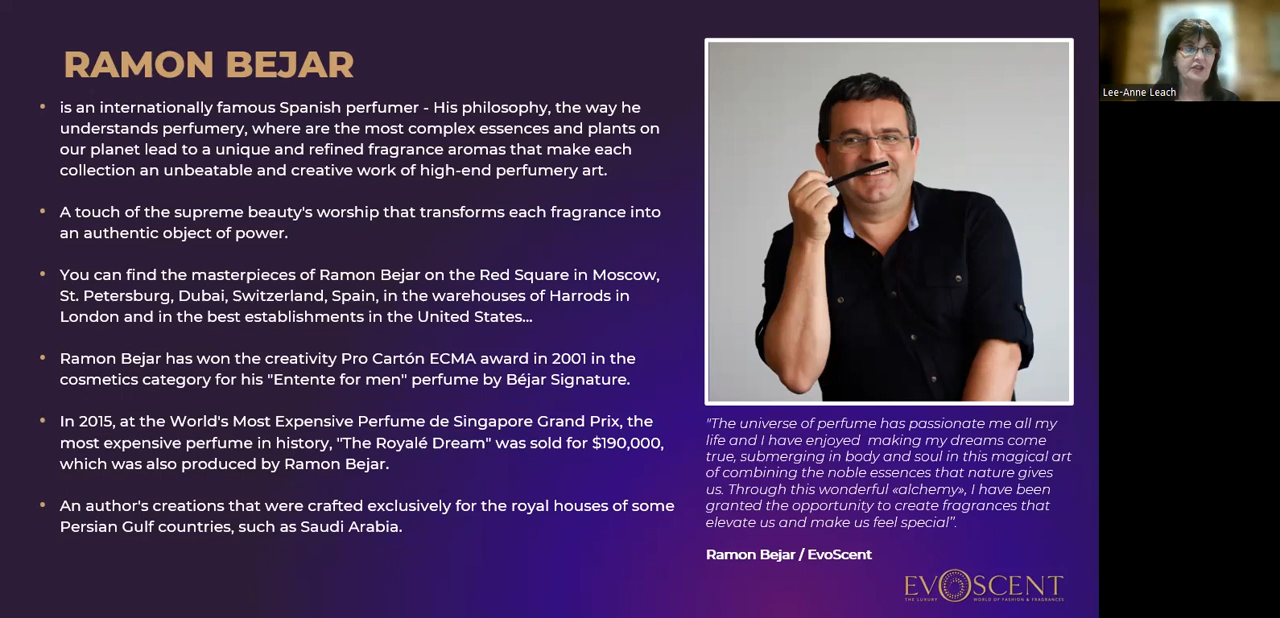 RAMON BEJAR
is an internationally famous Spanish perfumer - His philosophy, the way he
understands perfumery, where are the most complex essences and plants on
our planet lead to a unique and refined fragrance aromas that make each
collection an unbeatable and creative work of high-end perfumery art.
A touch of the supreme beauty's worship that transforms each fragrance into
an authentic object of power.
You can find the masterpieces of Ramon Bejar on the Red Square in Moscow,
St. Petersburg, Dubai, Switzerland, Spain, in the warehouses of Harrods in
London and in the best establishments in the United States...
Ramon Bejar has won the creativity Pro Cartón ECMA award in 2001 in the
cosmetics category for his "Entente for men" perfume by Béjar Signature.
In 2015, at the World's Most Expensive Perfume de Singapore Grand Prix, the
most expensive perfume in history, "The Royalé Dream" was sold for $190,000,
which was also produced by Ramon Bejar.
An author's creations that were crafted exclusively for the royal houses of some
Persian Gulf countries, such as Saudi Arabia.
"The universe of perfume has passionate me all my
life and I have enjoyed making my dreams come
true, submerging in body and soul in this magical art
of combining the noble essences that nature gives
us. Through this wonderful «alchemy», I have been
granted the opportunity to create fragrances that
elevate us and make us feel special”.
Ramon Bejar / EvoScent
EVOSCENT
THE LUXURY WORLD OF FASHION & FRAGRANCES
Lee-Anne Leach